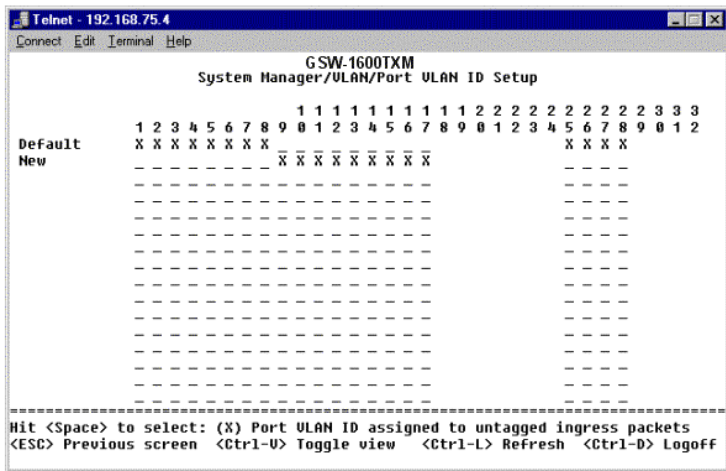 Telnet - 192.168.75.4
Connect Edit Terminal Help
GSW-1600TXM
System Manager/VLAN/Port VLAN ID Setup
1 1 1 1 1 1 1 1 1 1 2 2 2 2 2 2 2 2 2 2 3 3 3
1 2 3 4 5 6 7 8 9 0 1 2 3 4 5 6 7 8 9 0 1 2 3 4 5 6 7 8 9 0 1 2
Default X X X X X X X X _ _ _ _ _ _ _ _ _ X X X X
New _ _ _ _ _ _ _ _ X X X X X X X X X _ _ _ _
Hit <Space> to select: (X) Port VLAN ID assigned to untagged ingress packets
<ESC> Previous screen <Ctrl-V> Toggle view <Ctrl-L> Refresh <Ctrl-D> Logoff